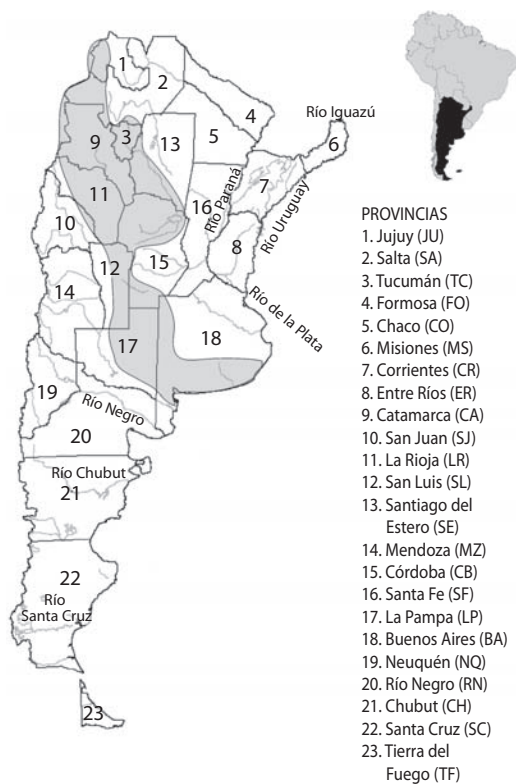 1
2
3
4
5
6
7
8
9
10
11
12
13
14
15
16
17
18
19
20
21
22
23
Río Iguazú
Río Paraná
Río Uruguay
Río de la Plata
Río Negro
Río Chubut
Río
Santa Cruz
PROVINCIAS
1. Jujuy (JU)
2. Salta (SA)
3. Tucumán (TC)
4. Formosa (FO)
5. Chaco (CO)
6. Misiones (MS)
7. Corrientes (CR)
8. Entre Ríos (ER)
9. Catamarca (CA)
10. San Juan (SJ)
11. La Rioja (LR)
12. San Luis (SL)
13. Santiago del
Estero (SE)
14. Mendoza (MZ)
15. Córdoba (CB)
16. Santa Fe (SF)
17. La Pampa (LP)
18. Buenos Aires (BA)
19. Neuquén (NQ)
20. Río Negro (RN)
21. Chubut (CH)
22. Santa Cruz (SC)
23. Tierra del
Fuego (TF)